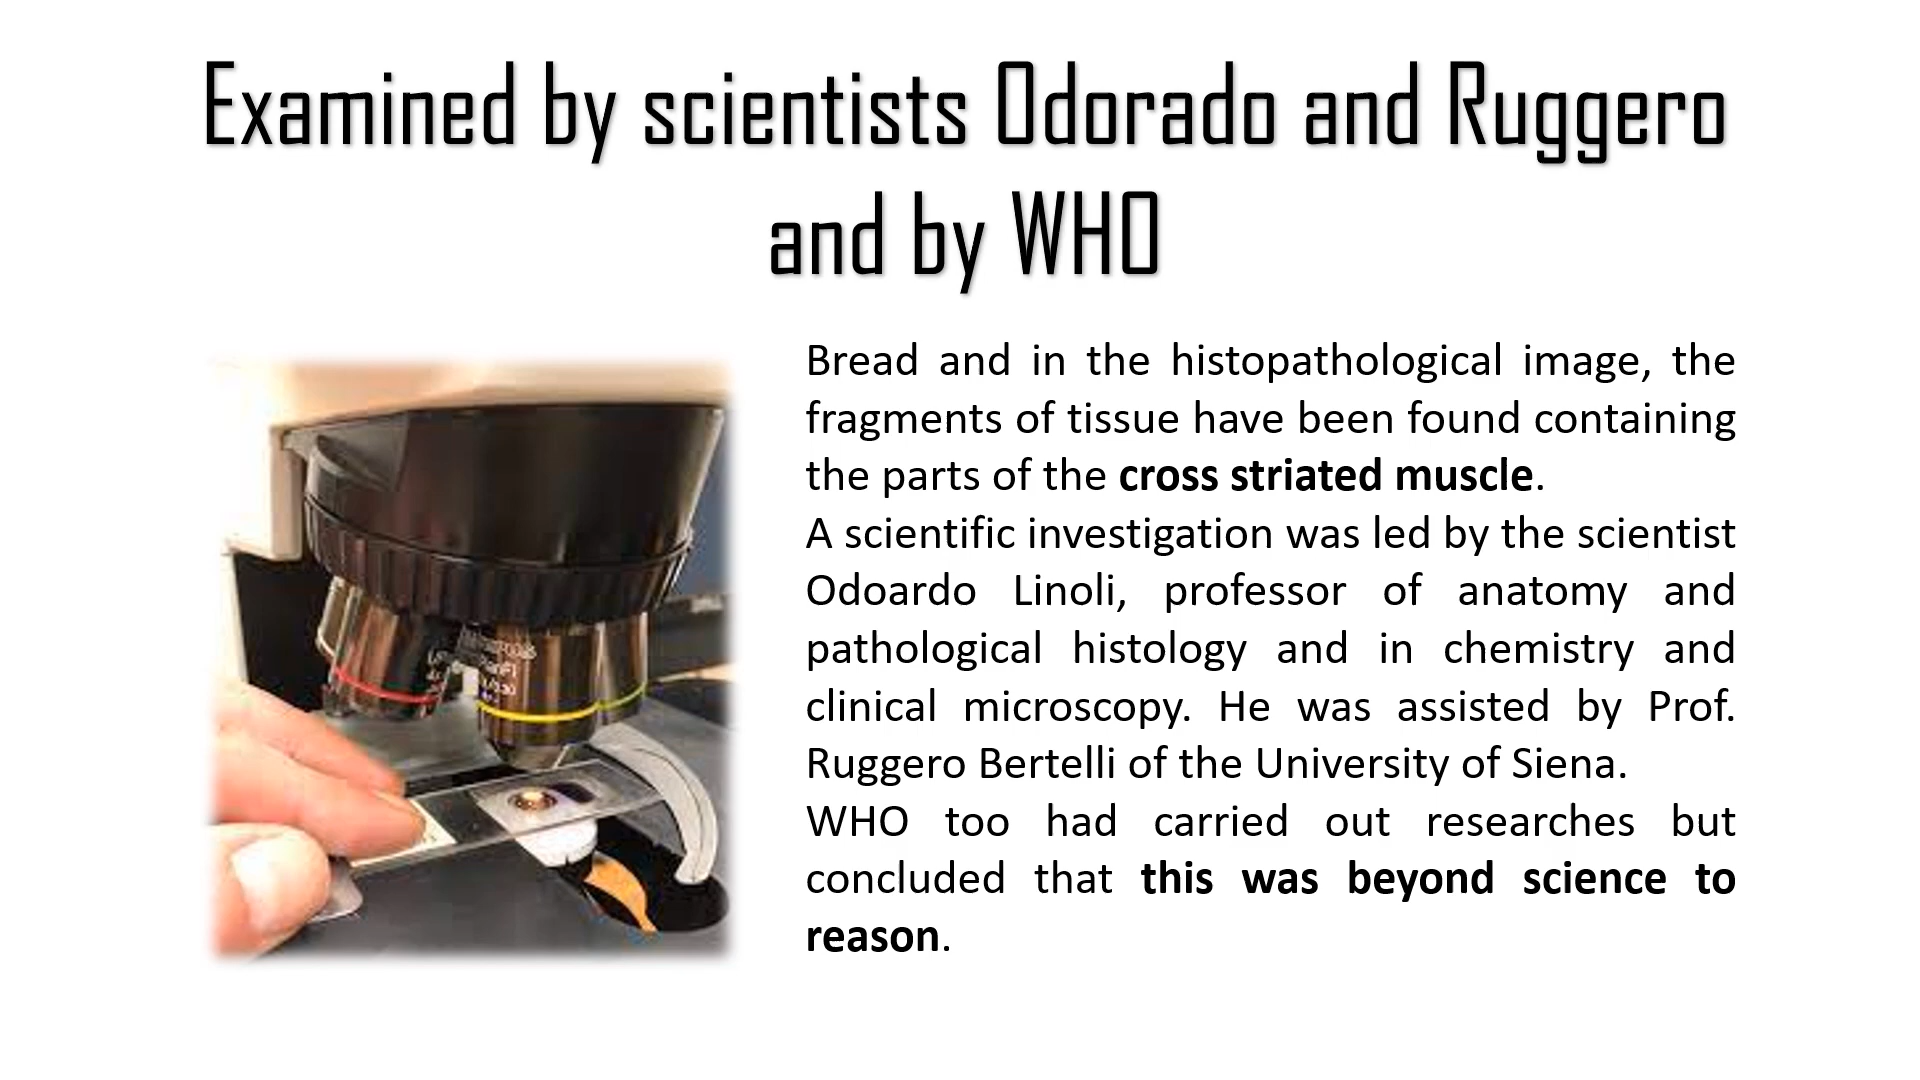 Examined by scientists Odorado and Ruggero
and by WHO
Bread and in the histopathological image, the
fragments of tissue have been found containing
the parts of the cross striated muscle.
A scientific investigation was led by the scientist
Odoardo Linoli, professor of anatomy and
pathological histology and in chemistry and
clinical microscopy. He was assisted by Prof.
Ruggero Bertelli of the University of Siena.
WHO too had carried out researches but
concluded that this was beyond science to
reason.